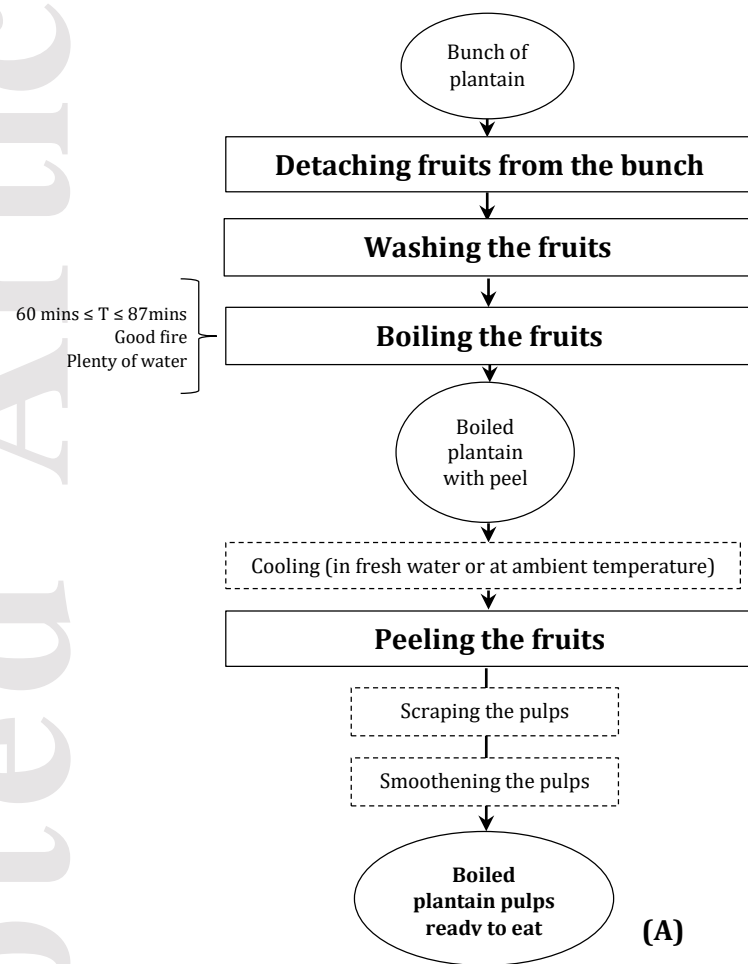 Bunch of
plantain
Detaching fruits from the bunch
Washing the fruits
60 mins ≤ T ≤ 87mins
Good fire
Plenty of water
Boiling the fruits
Boiled
plantain
with peel
Cooling (in fresh water or at ambient temperature)
Peeling the fruits
Scraping the pulps
Smoothening the pulps
Boiled
plantain pulps
ready to eat
(A)